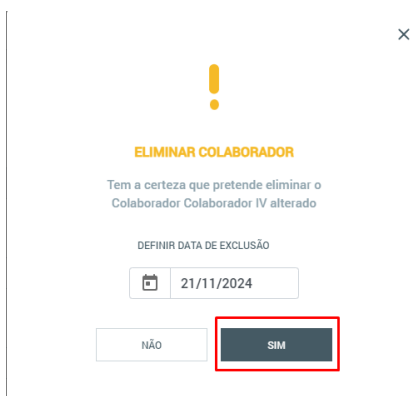 ELIMINAR COLABORADOR
Tem a certeza que pretende eliminar o
Colaborador Colaborador IV alterado
DEFINIR DATA DE EXCLUSÃO
21/11/2024
NÃO
SIM